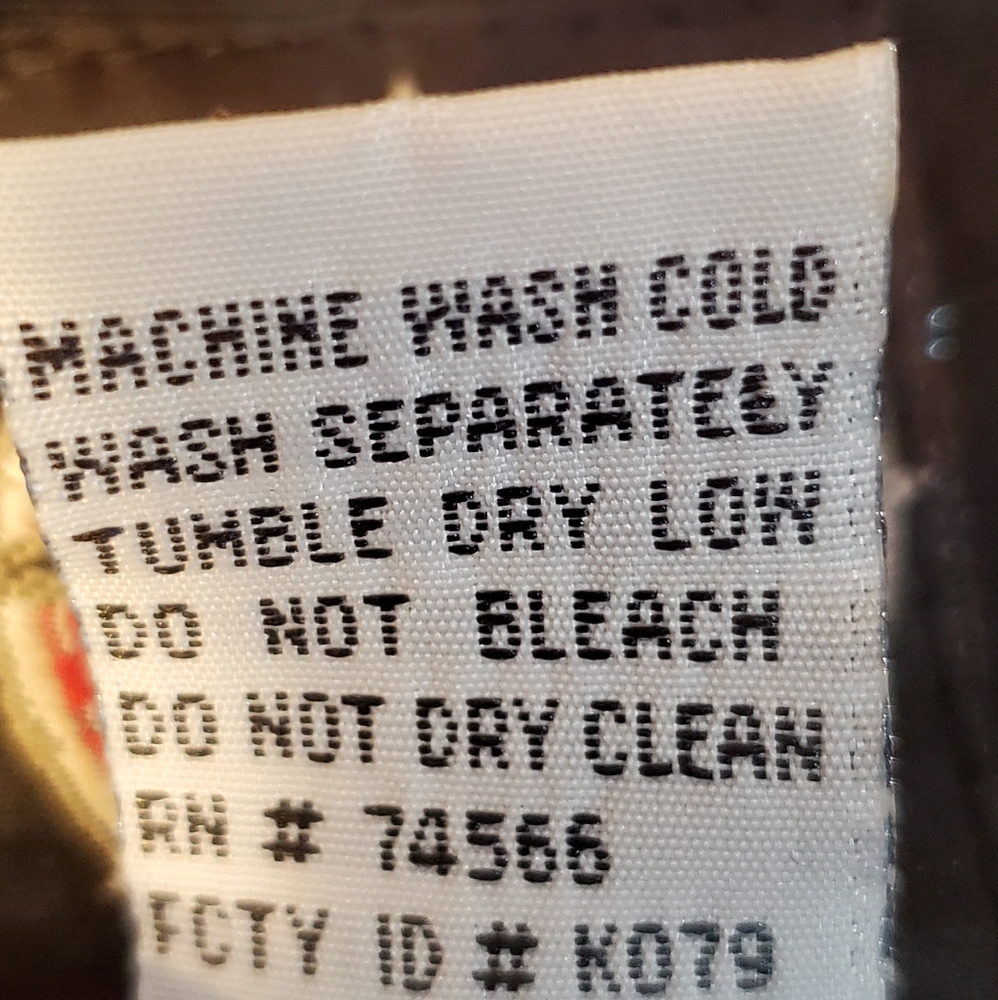 MACHINE WASH COLD
WASH SEPARATELY
TUMBLE DRY LOW
DO NOT BLEACH
DO NOT DRY CLEAN
RN # 74566
FCTY ID # K079